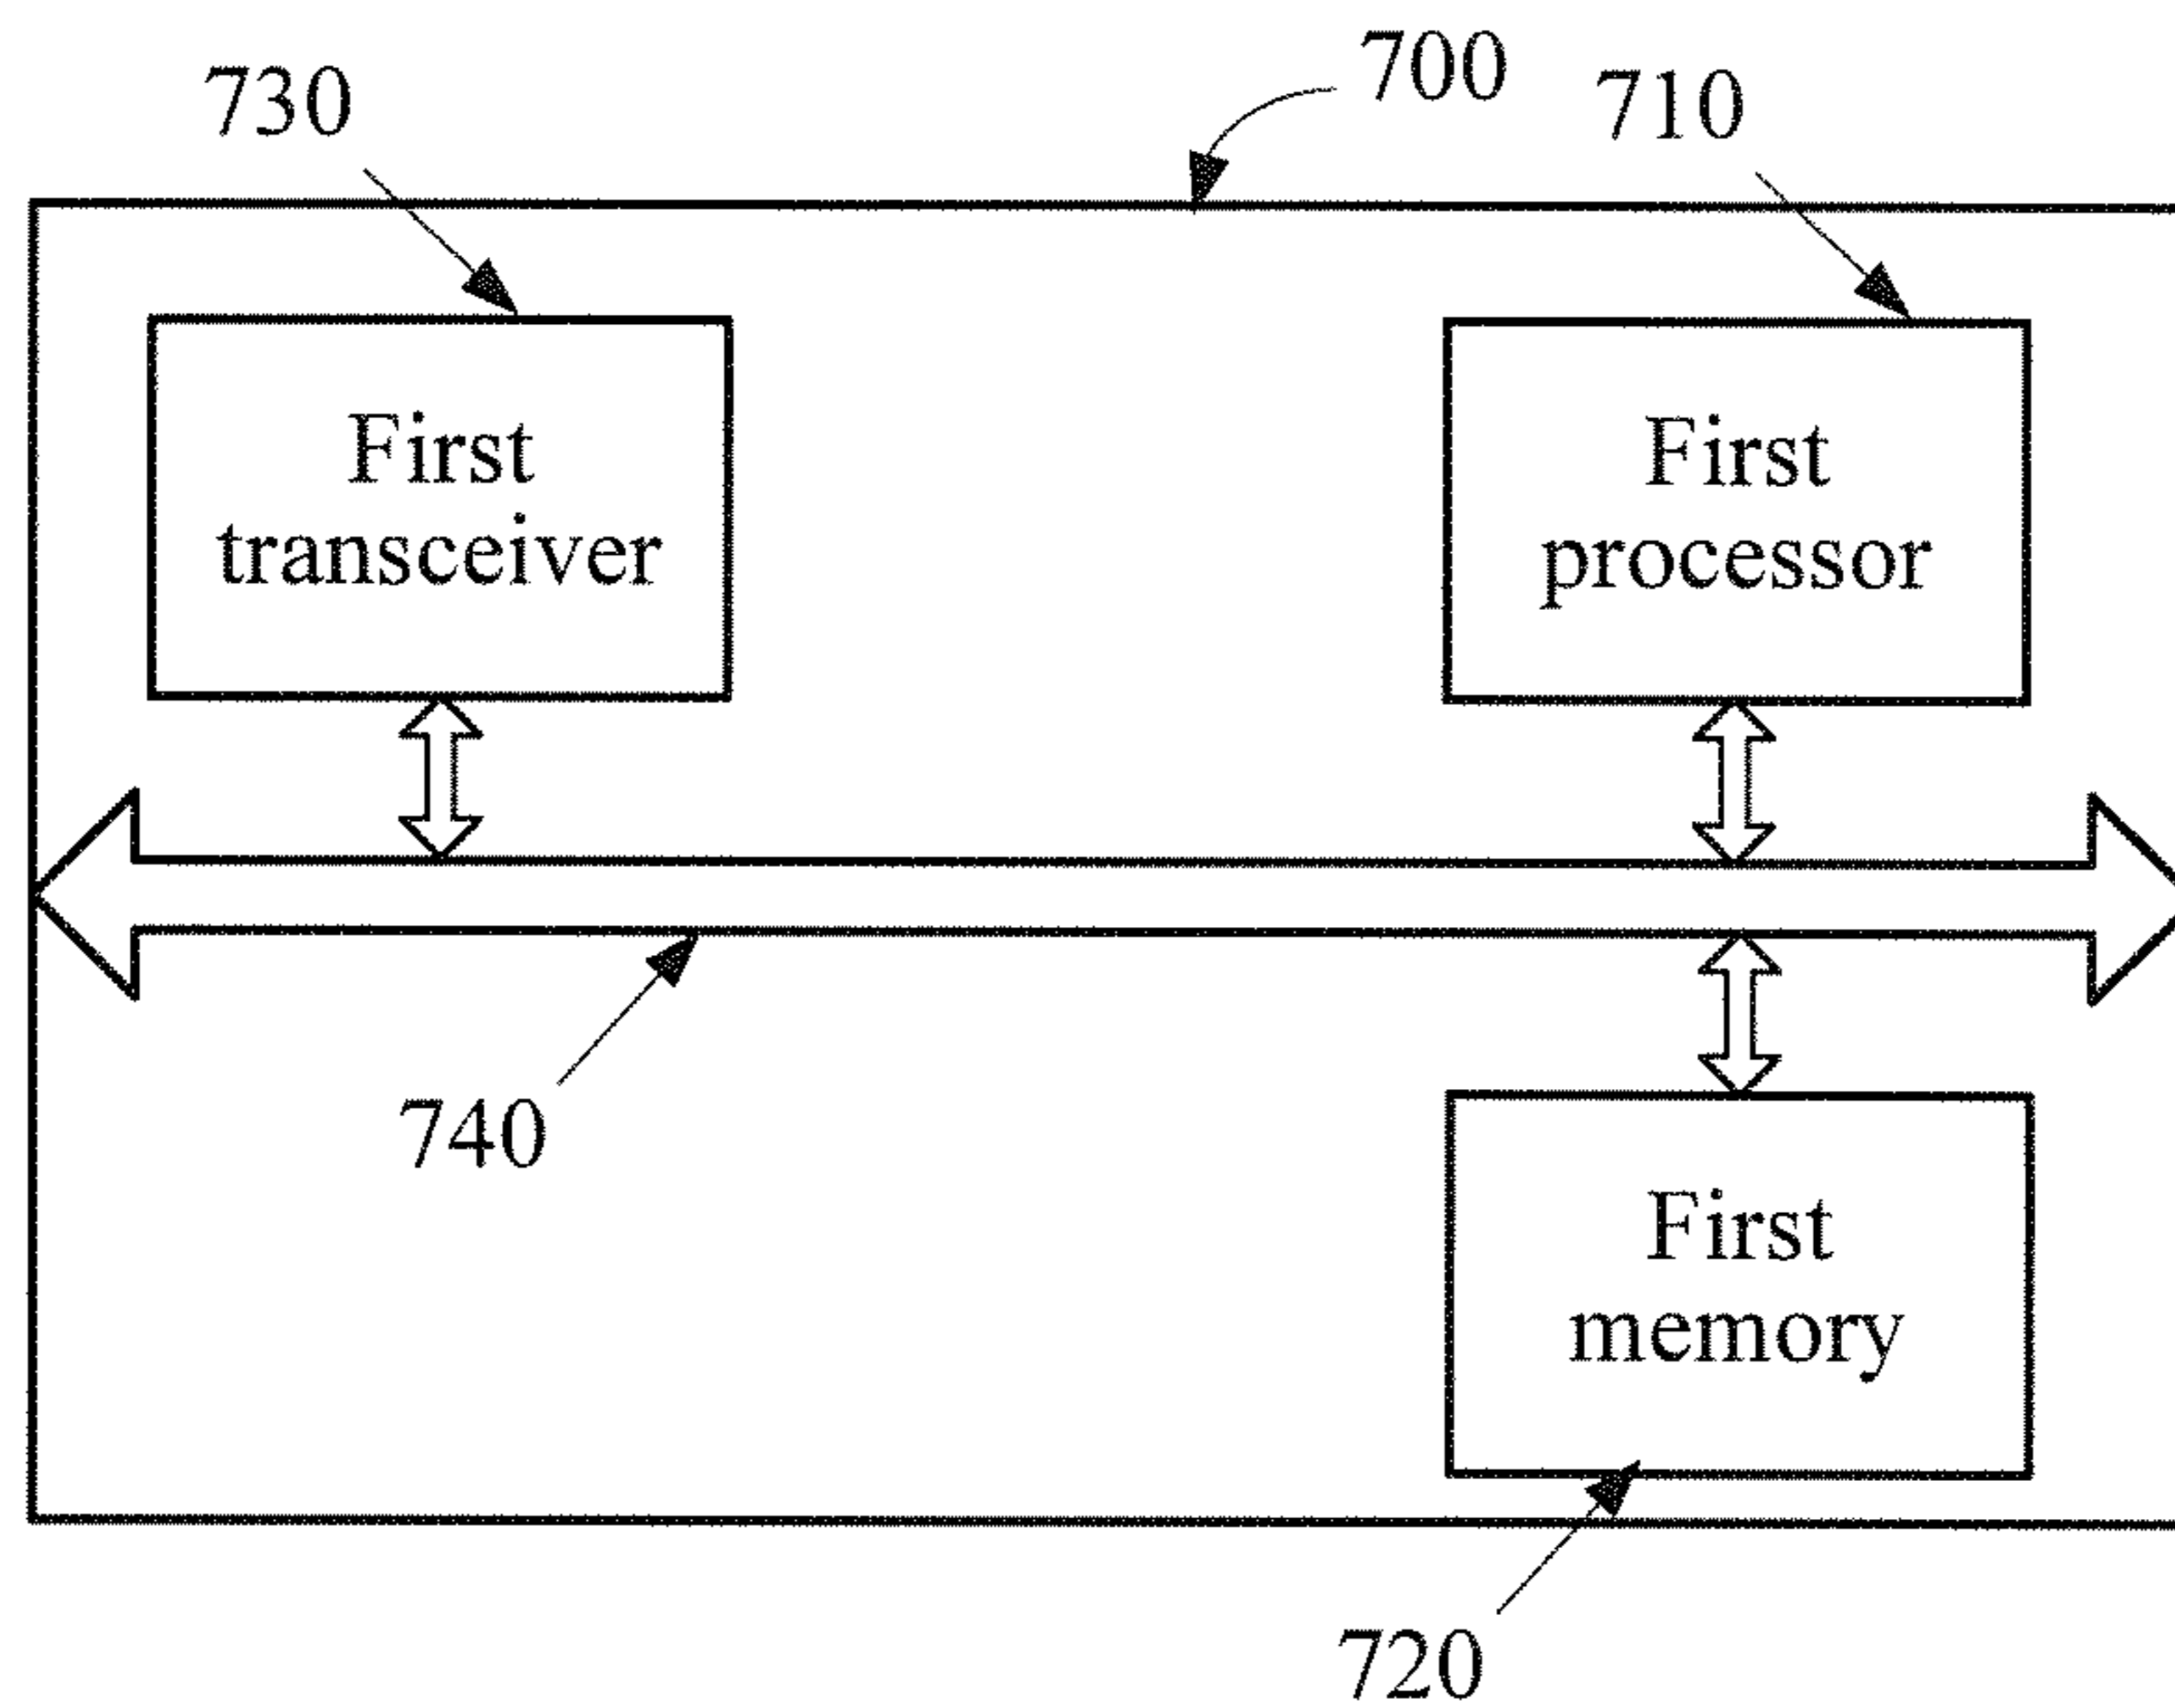 700
730
710
First
transceiver
First
processor
740
First
memory
720